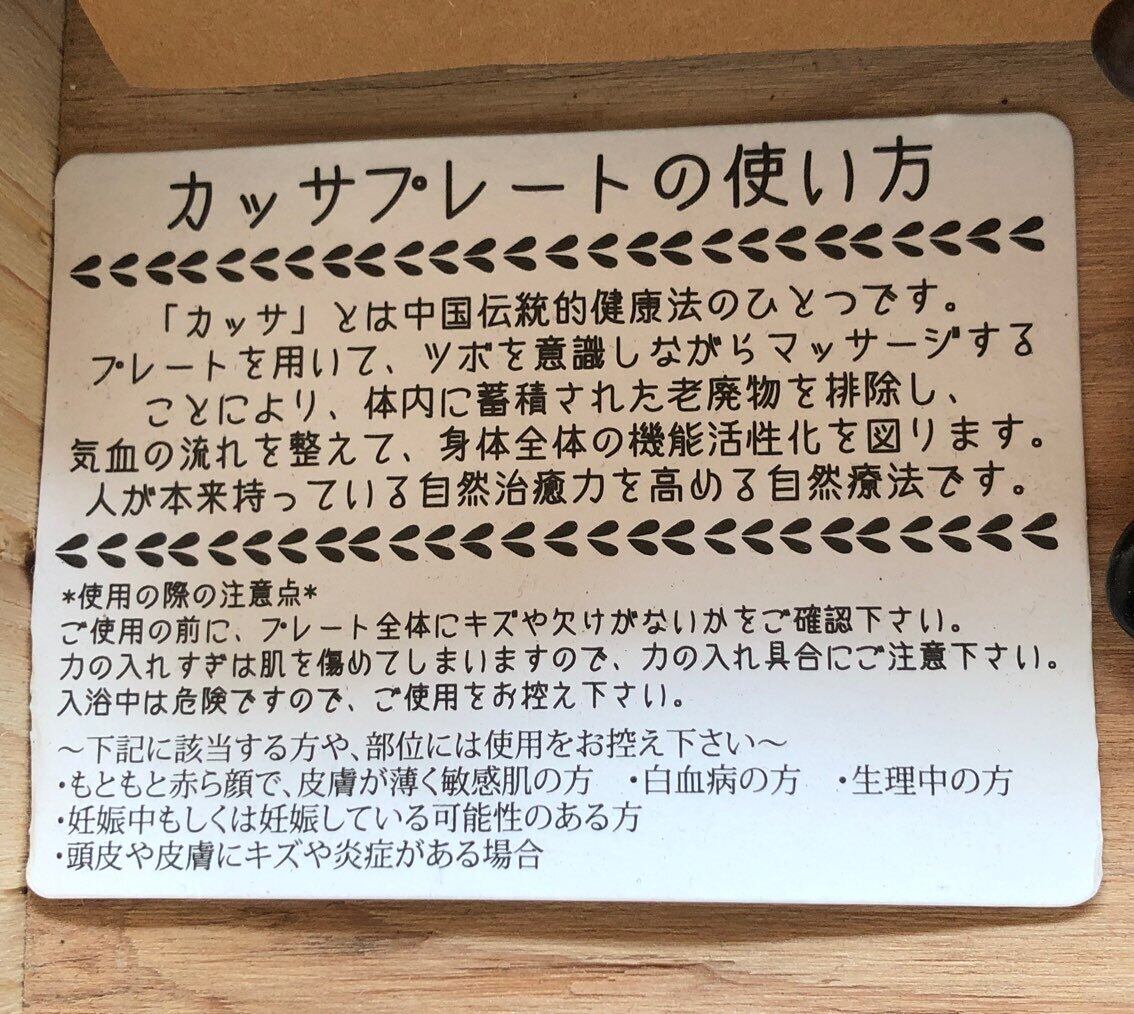 カッサプレートの使い方
「カッサ」とは中国伝統的健康法のひとつです。
プレートを用いて、ツボを意識しながらマッサージする
ことにより、体内に蓄積された老廃物を排除し、
気血の流れを整えて、身体全体の機能活性化を図ります。
人が本来持っている自然治癒力を高める自然療法です。
*使用の際の注意点*
ご使用の前に、プレート全体にキズや欠けがないかをご確認下さい。
力の入れすぎは肌を傷めてしまいますので、力の入れ具合にご注意下さい。
入浴中は危険ですので、ご使用をお控え下さい。
～下記に該当する方や、部位には使用をお控え下さい～
・もともと赤ら顔で、皮膚が薄く敏感肌の方　・白血病の方　・生理中の方
・妊娠中もしくは妊娠している可能性のある方
・頭皮や皮膚にキズや炎症がある場合